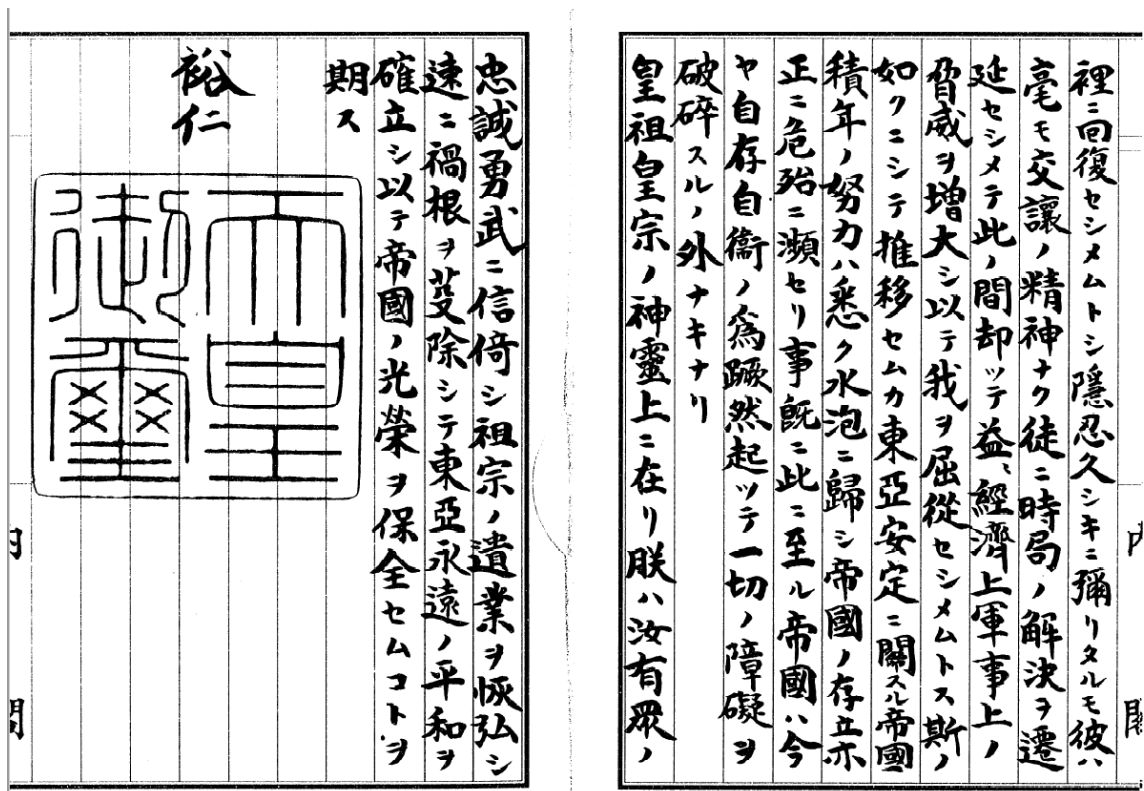 裡ニ囘復セシメムトシ隱忍久シキニ彌リタルモ彼ハ
毫モ交讓ノ精神ナク徒ニ時局ノ解決ヲ遷
延セシメテ此ノ間却ツテ益〻經濟上軍事上ノ
脅威ヲ增大シ以テ我ヲ屈從セシメムトス斯ノ
如クニシテ推移セムカ東亞安定ニ關スル帝國
積年ノ努力ハ悉ク水泡ニ歸シ帝國ノ存立亦
正ニ危殆ニ瀕セリ事旣ニ此ニ至ル帝國ハ今
ヤ自存自衞ノ爲蹶然起ツテ一切ノ障礙ヲ
破碎スルノ外ナキナリ
皇祖皇宗ノ神靈上ニ在リ朕ハ汝有眾ノ
忠誠勇武ニ信倚シ祖宗ノ遺業ヲ恢弘シ
速ニ禍根ヲ芟除シテ東亞永遠ノ平和ヲ
確立シ以テ帝國ノ光榮ヲ保全セムコトヲ
期ス
裕仁
天皇
御璽
内
閣